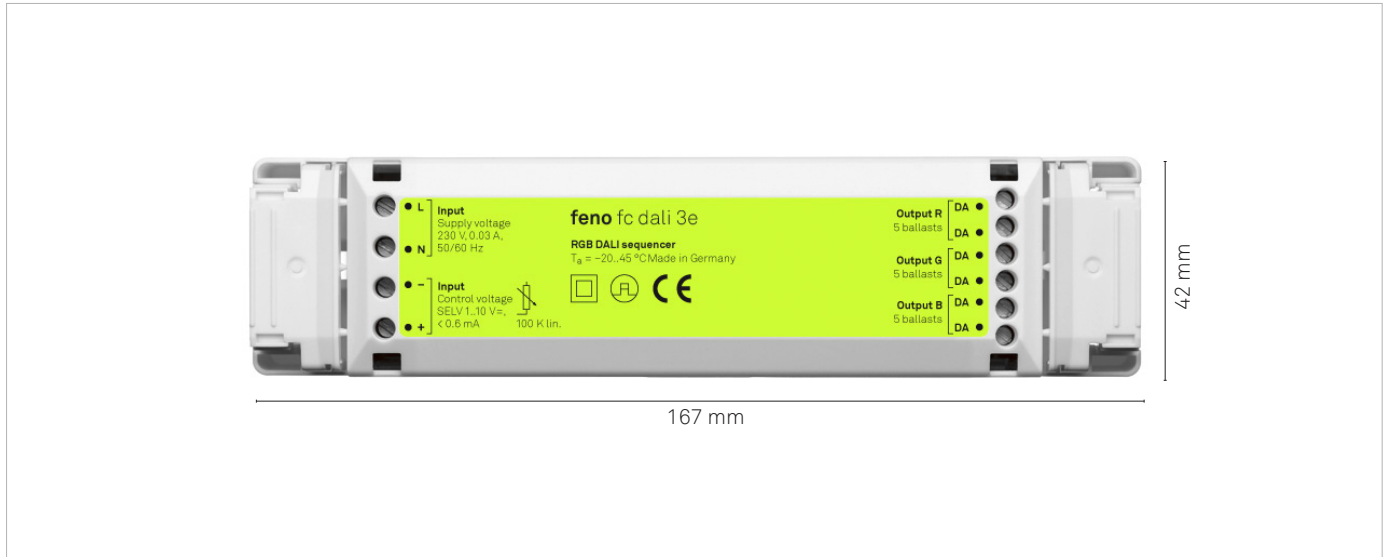 L
N
Input
Supply voltage
230 V, 0.03 A,
50/60 Hz
−
+
Input
Control voltage
SELV 1..10 V=,
< 0.6 mA
100 K lin.
feno fc dali 3e
RGB DALI sequencer
Ta = −20..45 °C Made in Germany
CE
Output R
5 ballasts
DA
DA
Output G
5 ballasts
DA
DA
Output B
5 ballasts
DA
DA
42 mm
167 mm